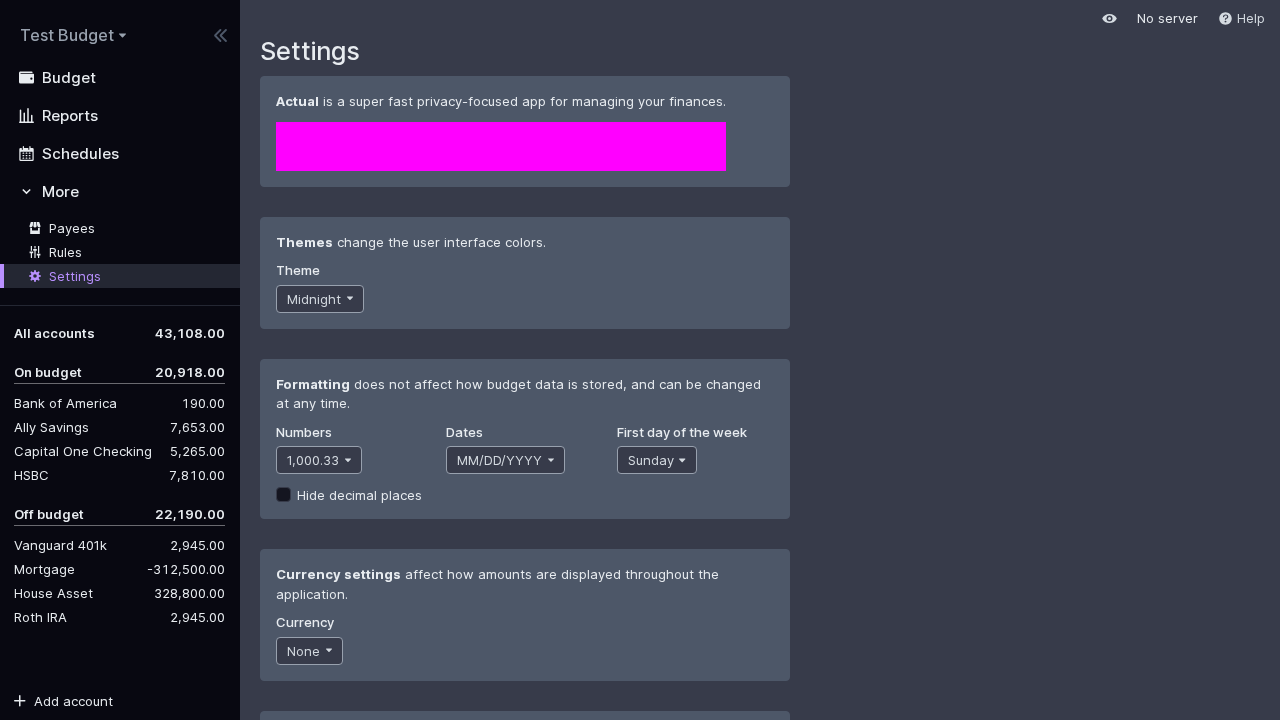 Test Budget
Budget
Reports
Schedules
More
Payees
Rules
Settings
All accounts 43,108.00
On budget 20,918.00
Bank of America 190.00
Ally Savings 7,653.00
Capital One Checking 5,265.00
HSBC 7,810.00
Off budget 22,190.00
Vanguard 401k 2,945.00
Mortgage -312,500.00
House Asset 328,800.00
Roth IRA 2,945.00
Add account
No server Help
Settings
Actual is a super fast privacy-focused app for managing your finances.
Themes change the user interface colors.
Theme
Midnight
Formatting does not affect how budget data is stored, and can be changed
at any time.
Numbers Dates First day of the week
1,000.33 MM/DD/YYYY Sunday
Hide decimal places
Currency settings affect how amounts are displayed throughout the
application.
Currency
None